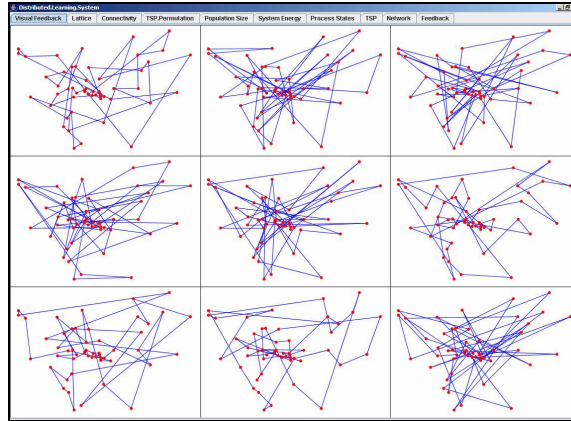 Distributed.Learning.System
Visual Feedback Lattice Connectivity TSP.Permutation Population Size System Energy Process States TSP Network Feedback